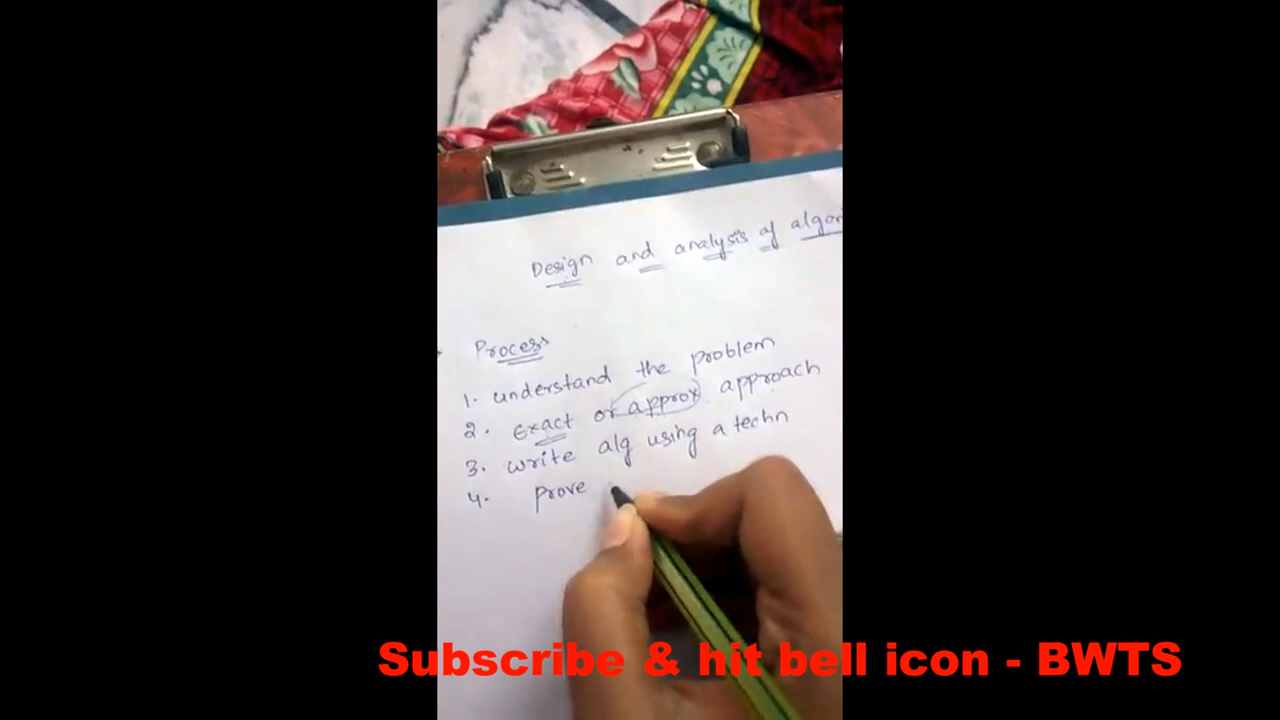 Design and analysis of algori
Process
1. understand the problem
2. Exact or approx approach
3. write alg using a techn
4. prove
Subscribe & hit bell icon - BWTS